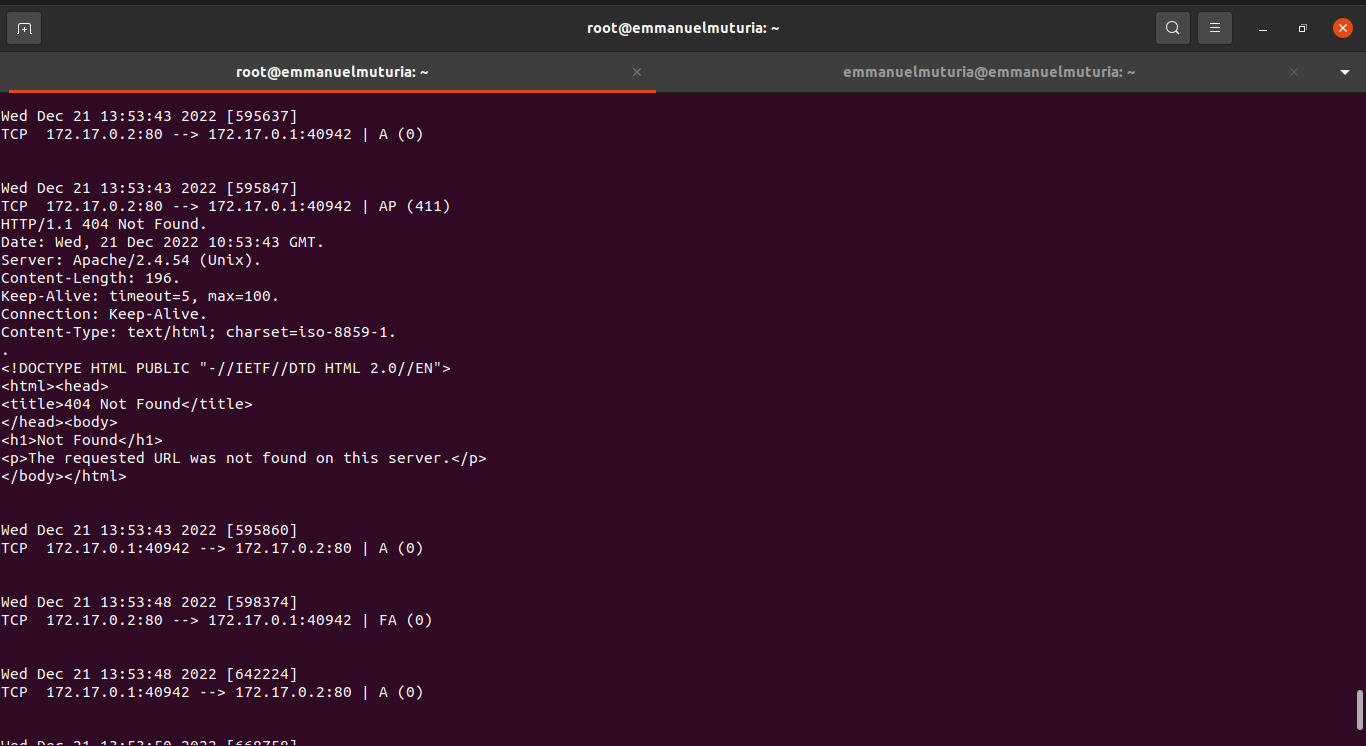 root@emmanuelmuturia: ~
root@emmanuelmuturia: ~
emmanuelmuturia@emmanuelmuturia: ~
Wed Dec 21 13:53:43 2022 [595637]
TCP  172.17.0.2:80 --> 172.17.0.1:40942 | A (0)
Wed Dec 21 13:53:43 2022 [595847]
TCP  172.17.0.2:80 --> 172.17.0.1:40942 | AP (411)
HTTP/1.1 404 Not Found.
Date: Wed, 21 Dec 2022 10:53:43 GMT.
Server: Apache/2.4.54 (Unix).
Content-Length: 196.
Keep-Alive: timeout=5, max=100.
Connection: Keep-Alive.
Content-Type: text/html; charset=iso-8859-1.
.
<!DOCTYPE HTML PUBLIC "-//IETF//DTD HTML 2.0//EN">
<html><head>
<title>404 Not Found</title>
</head><body>
<h1>Not Found</h1>
<p>The requested URL was not found on this server.</p>
</body></html>
Wed Dec 21 13:53:43 2022 [595860]
TCP  172.17.0.1:40942 --> 172.17.0.2:80 | A (0)
Wed Dec 21 13:53:48 2022 [598374]
TCP  172.17.0.2:80 --> 172.17.0.1:40942 | FA (0)
Wed Dec 21 13:53:48 2022 [642224]
TCP  172.17.0.1:40942 --> 172.17.0.2:80 | A (0)
Wed Dec 21 13:53:50 2022 [668758]